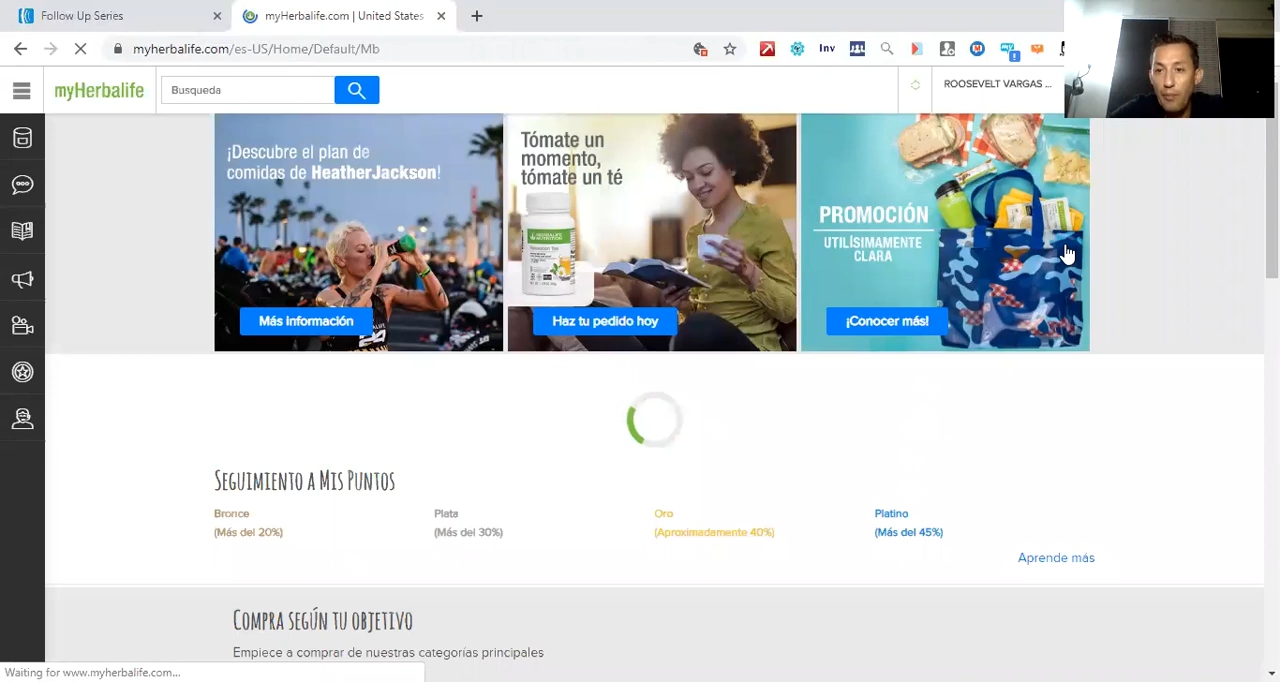 Follow Up Series
myHerbalife.com | United States
myherbalife.com/es-US/Home/Default/Mb
Inv
myHerbalife
Busqueda
ROOSEVELT VARGAS ...
¡Descubre el plan de
comidas de HeatherJackson!
Más información
Tómate un
momento,
tómate un té
Haz tu pedido hoy
PROMOCIÓN
UTILÍSIMAMENTE
CLARA
¡Conocer más!
Seguimiento a Mis Puntos
Bronce
(Más del 20%)
Plata
(Más del 30%)
Oro
(Aproximadamente 40%)
Platino
(Más del 45%)
Aprende más
Compra según tu objetivo
Empiece a comprar de nuestras categorías principales
Waiting for www.myherbalife.com...